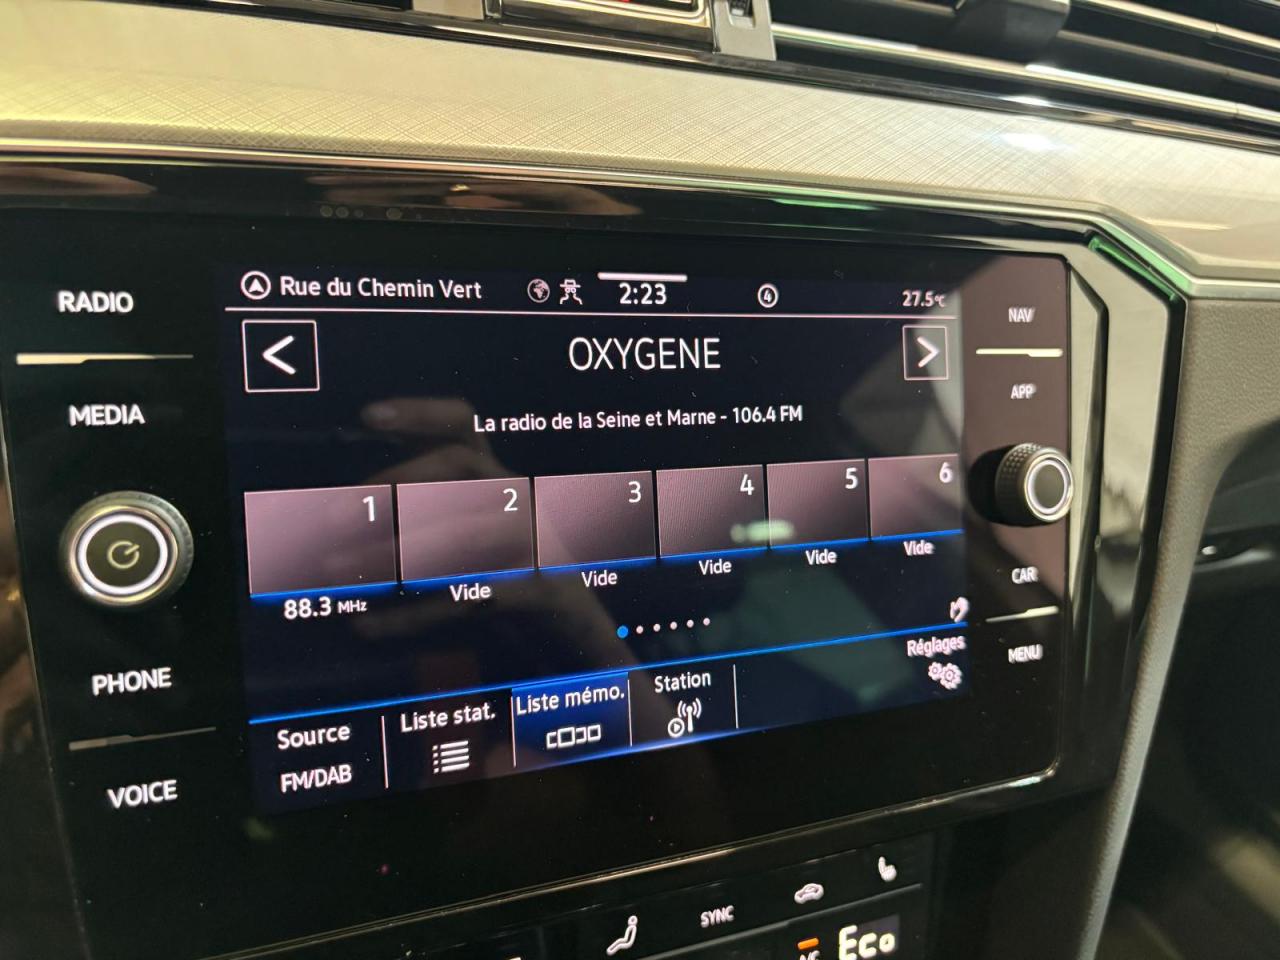 RADIO
MEDIA
PHONE
VOICE
Rue du Chemin Vert
2:23
4
27.5°C
OXYGENE
La radio de la Seine et Marne - 106.4 FM
1
2
3
4
5
6
88.3 MHz
Vide
Vide
Vide
Vide
Vide
Réglages
Source
FM/DAB
Liste stat.
Liste mémo.
Station
NAV
APP
CAR
MENU
SYNC
Eco